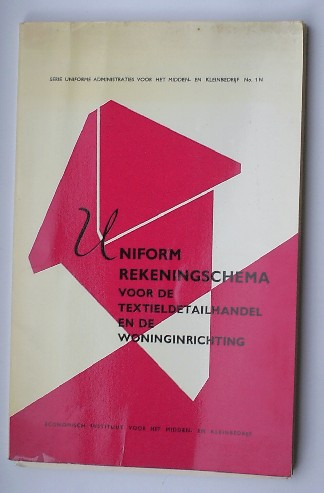 SERIE UNIFORME ADMINISTRATIES VOOR HET MIDDEN- EN KLEINBEDRIJF No. 1N
UNIFORM
REKENINGSCHEMA
VOOR DE
TEXTIELDETAILHANDEL
EN DE
WONINGINRICHTING
ECONOMISCH INSTITUUT VOOR HET MIDDEN- EN KLEINBEDRIJF